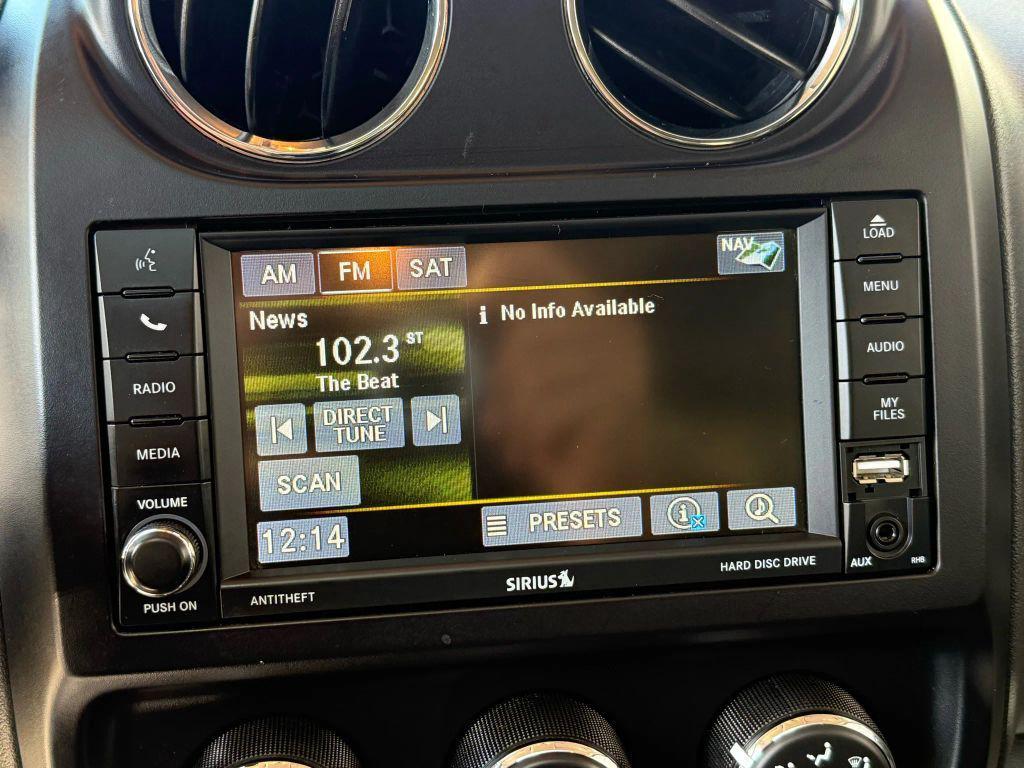 LOAD
AM FM SAT NAV
MENU
News
i No Info Available
102.3 ST
The Beat
AUDIO
RADIO
DIRECT
TUNE
MY
FILES
MEDIA
SCAN
VOLUME
12:14
PRESETS
i
PUSH ON
ANTITHEFT
SIRIUS
HARD DISC DRIVE
AUX
RHB